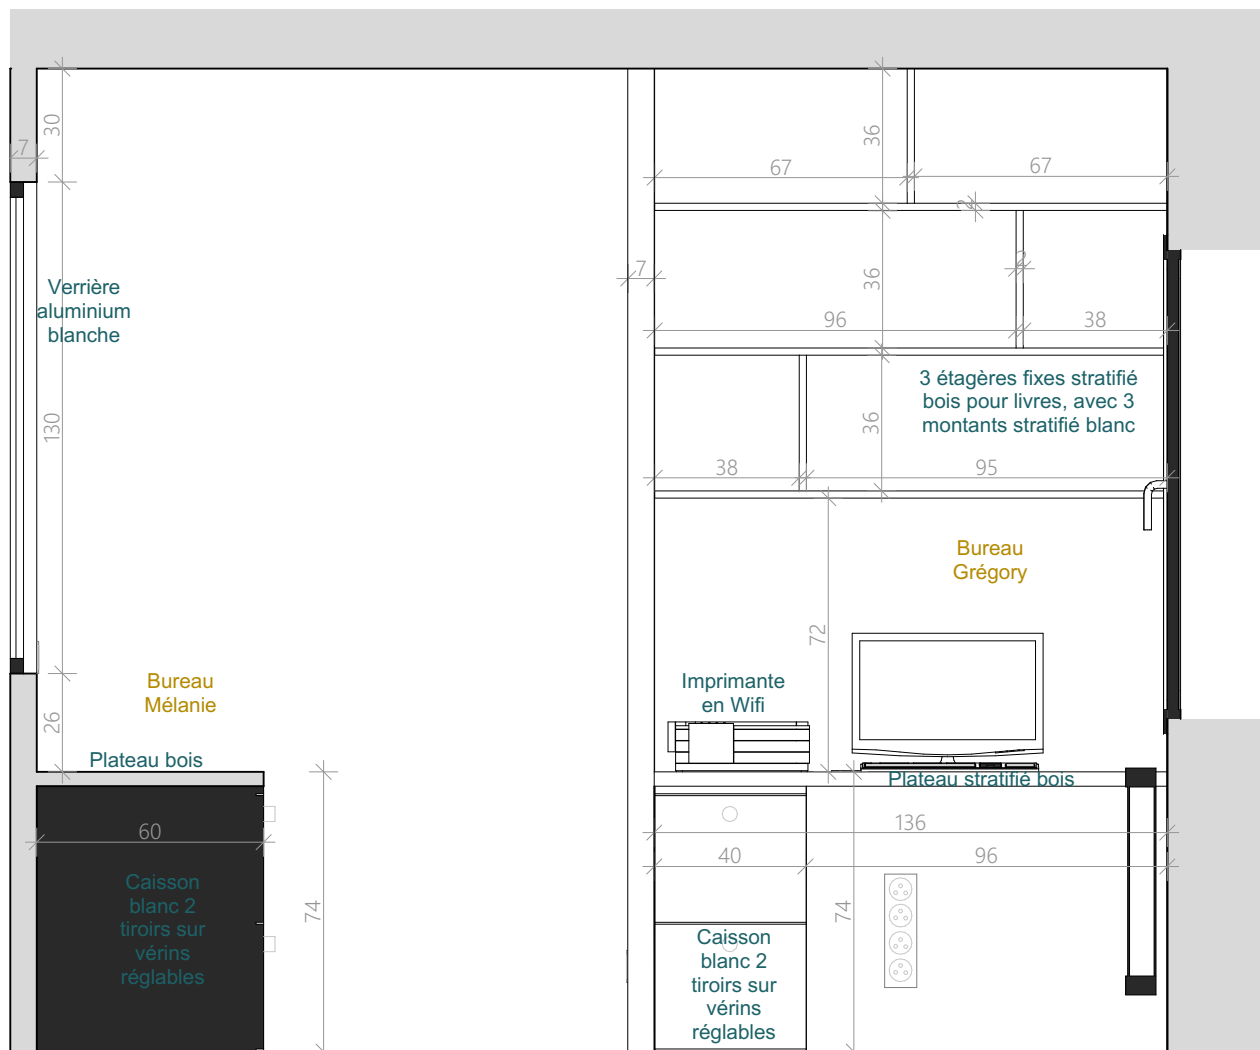 30
7
36
67
67
2
Verrière
aluminium
blanche
7
36
2
96
38
3 étagères fixes stratifié
bois pour livres, avec 3
montants stratifié blanc
130
36
38
95
Bureau
Grégory
72
Bureau
Mélanie
26
Imprimante
en Wifi
Plateau bois
Plateau stratifié bois
60
136
40
96
Caisson
blanc 2
tiroirs sur
vérins
réglables
74
74
Caisson
blanc 2
tiroirs sur
vérins
réglables